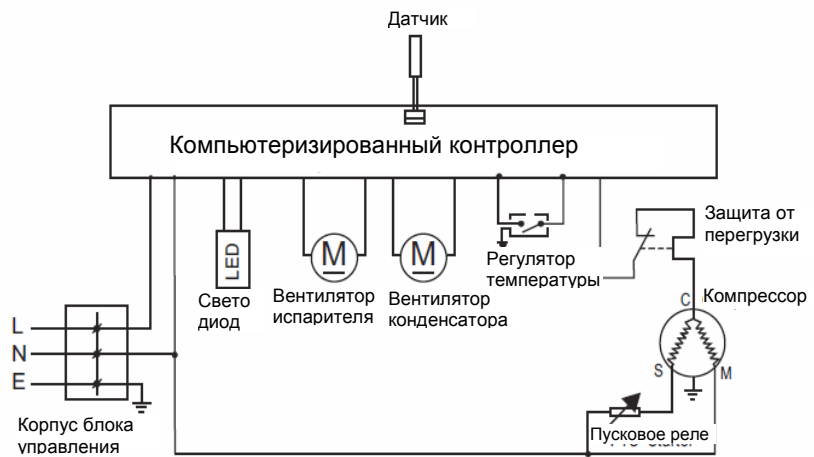 Датчик
Компьютеризированный контроллер
LED
Свето
диод
M
Вентилятор
испарителя
M
Вентилятор
конденсатора
Регулятор
температуры
Защита от
перегрузки
C
Компрессор
S
M
Пусковое реле
L
N
E
Корпус блока
управления